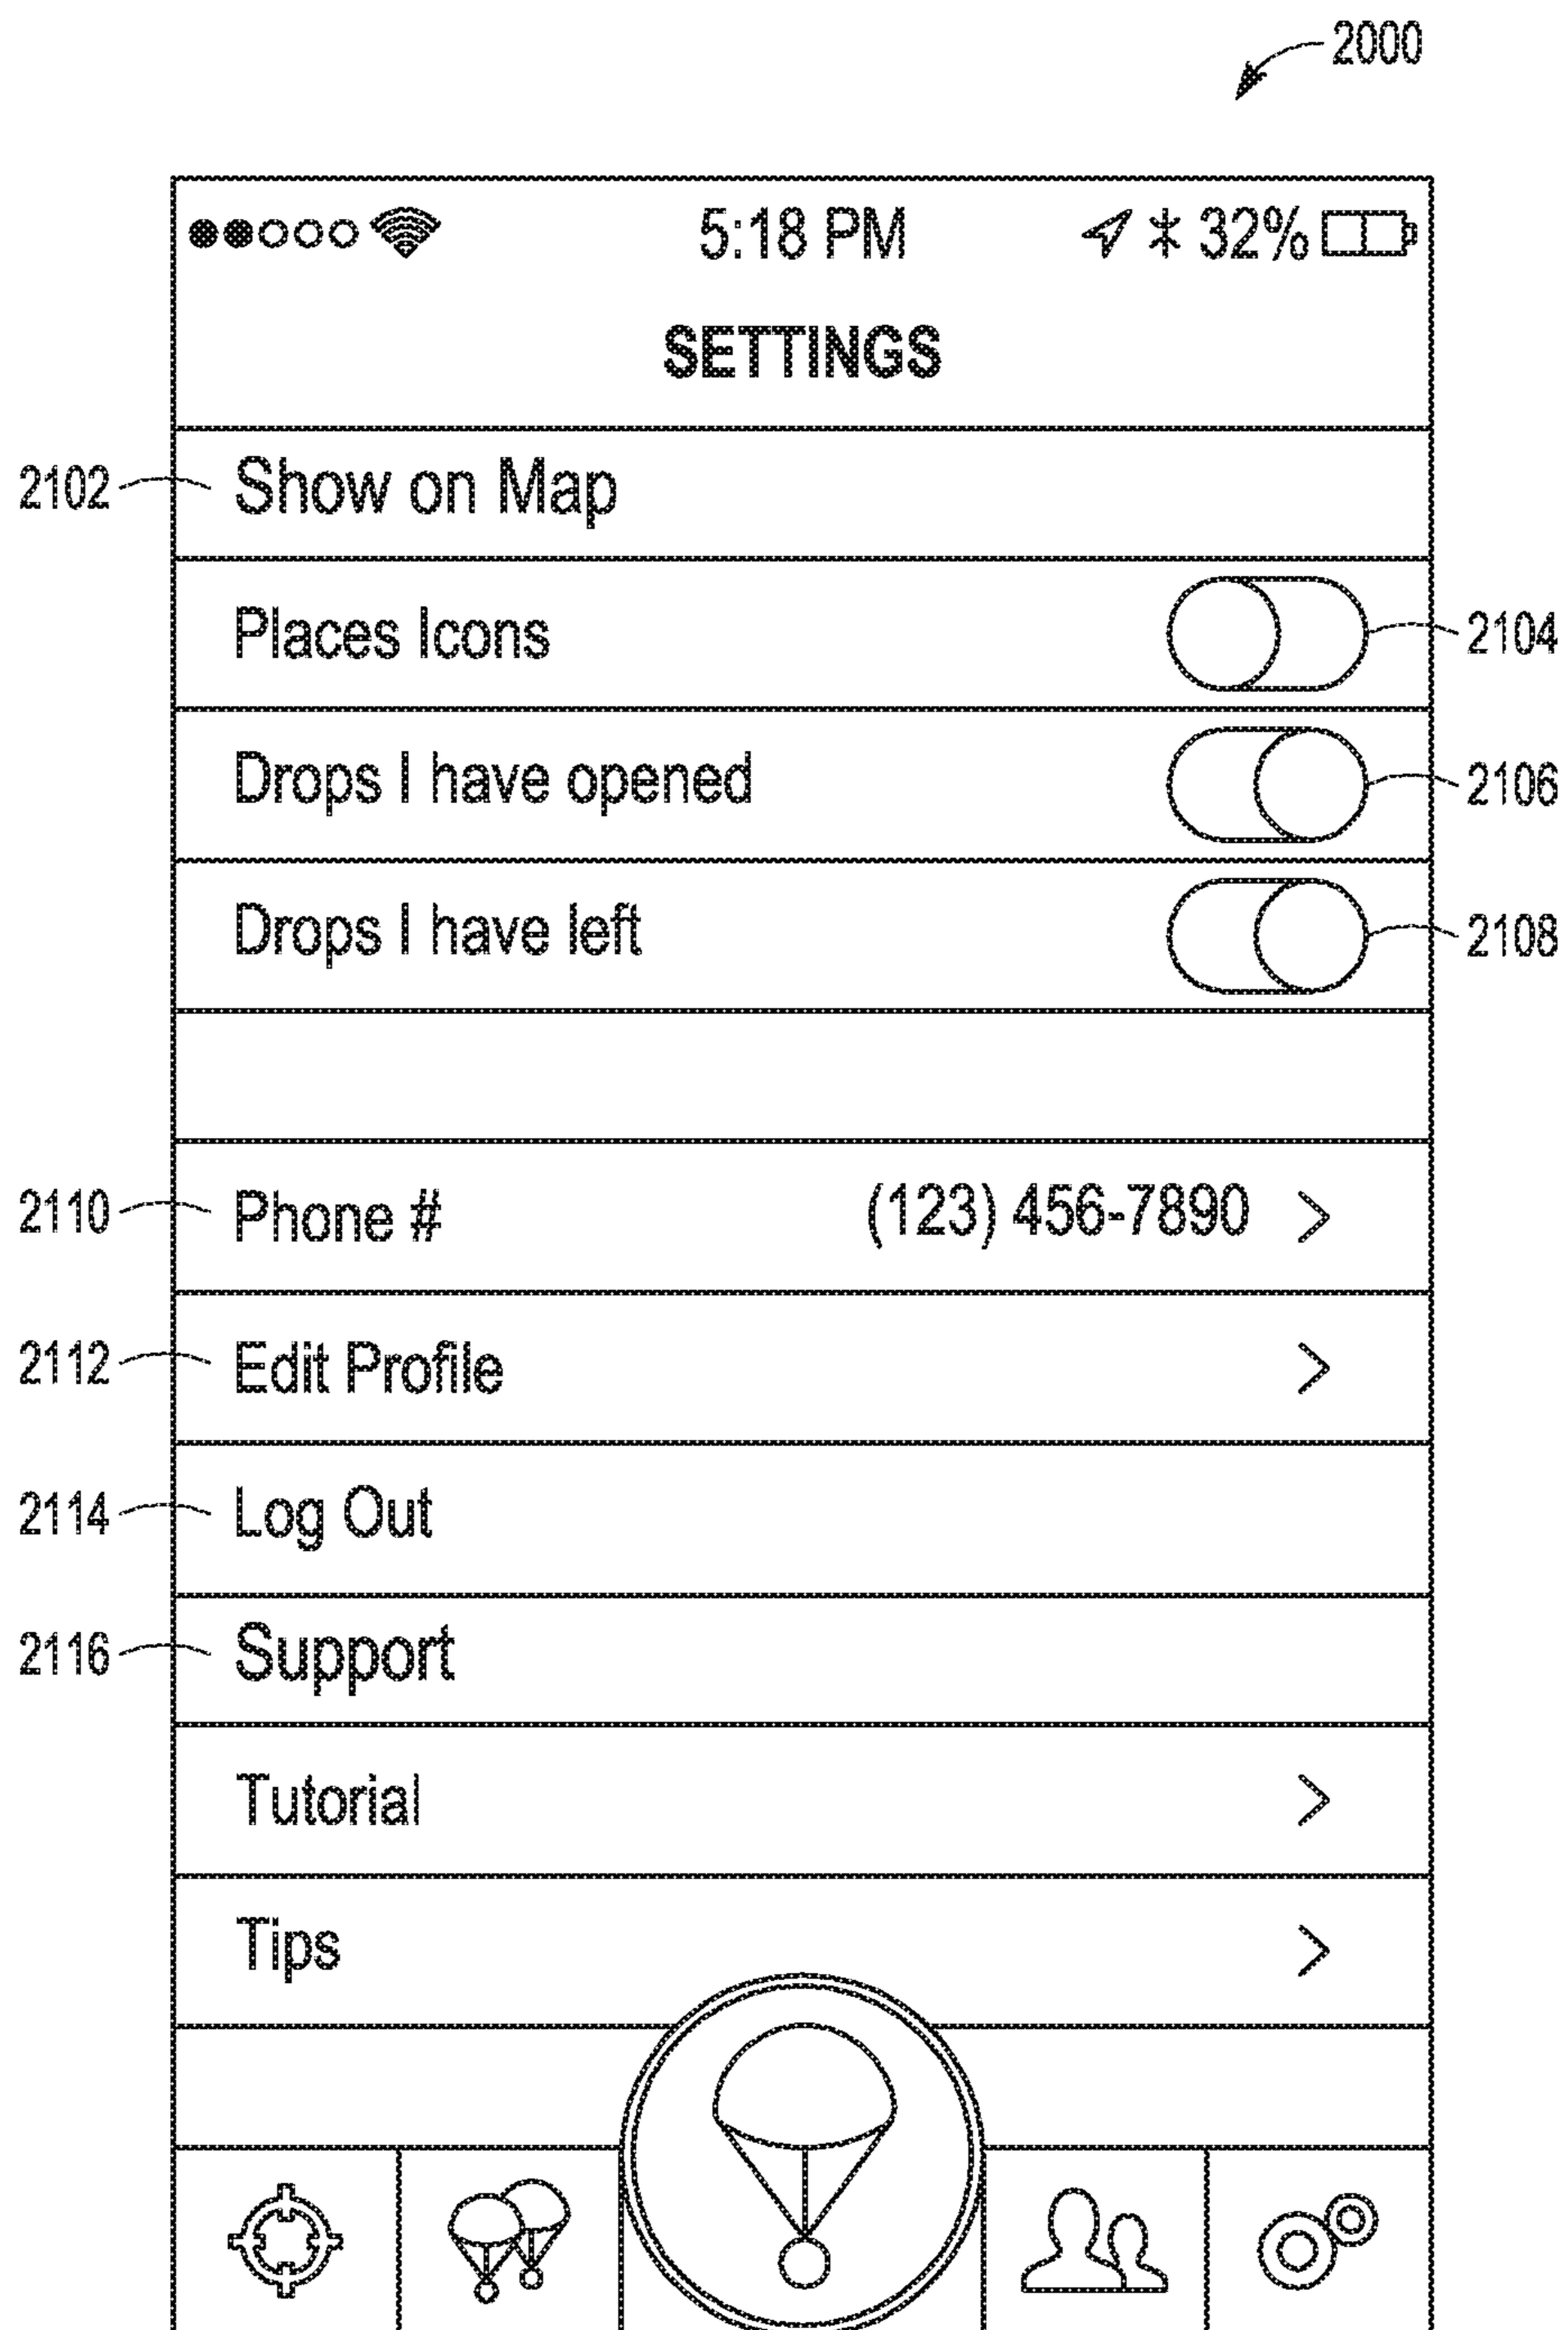 2000
5:18 PM 32%
SETTINGS
2102 Show on Map
Places Icons 2104
Drops I have opened 2106
Drops I have left 2108
2110 Phone # (123) 456-7890 >
2112 Edit Profile >
2114 Log Out
2116 Support
Tutorial >
Tips >